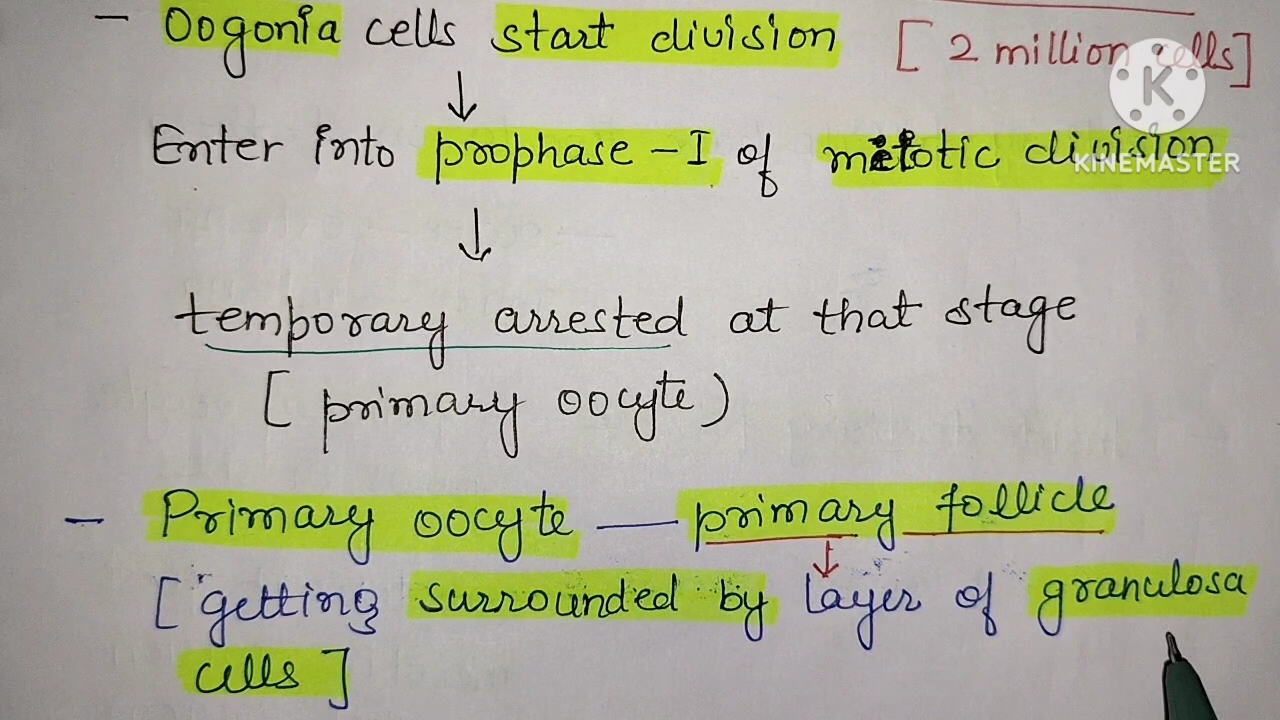 - Oogonia cells start division [2 million cells]
K
Enter into prophase - I of meiotic division
KINEMASTER
↓
temporary arrested at that stage
[primary oocyte)
- Primary oocyte — primary follicle
[getting surrounded by layer of granulosa
cells]